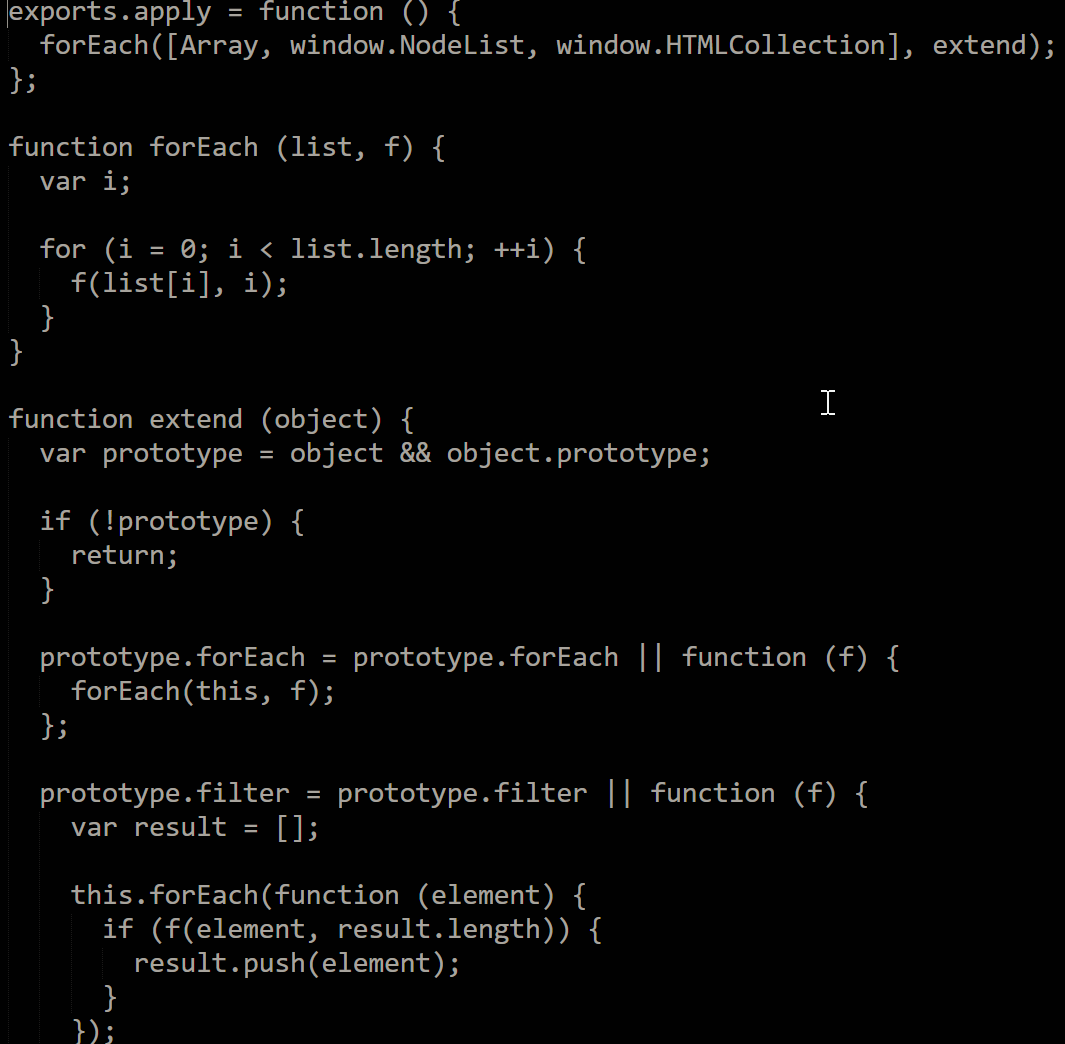 exports.apply = function () {
  forEach([Array, window.NodeList, window.HTMLCollection], extend);
};

function forEach (list, f) {
  var i;

  for (i = 0; i < list.length; ++i) {
    f(list[i], i);
  }
}

function extend (object) {
  var prototype = object && object.prototype;

  if (!prototype) {
    return;
  }

  prototype.forEach = prototype.forEach || function (f) {
    forEach(this, f);
  };

  prototype.filter = prototype.filter || function (f) {
    var result = [];

    this.forEach(function (element) {
      if (f(element, result.length)) {
        result.push(element);
      }
    });